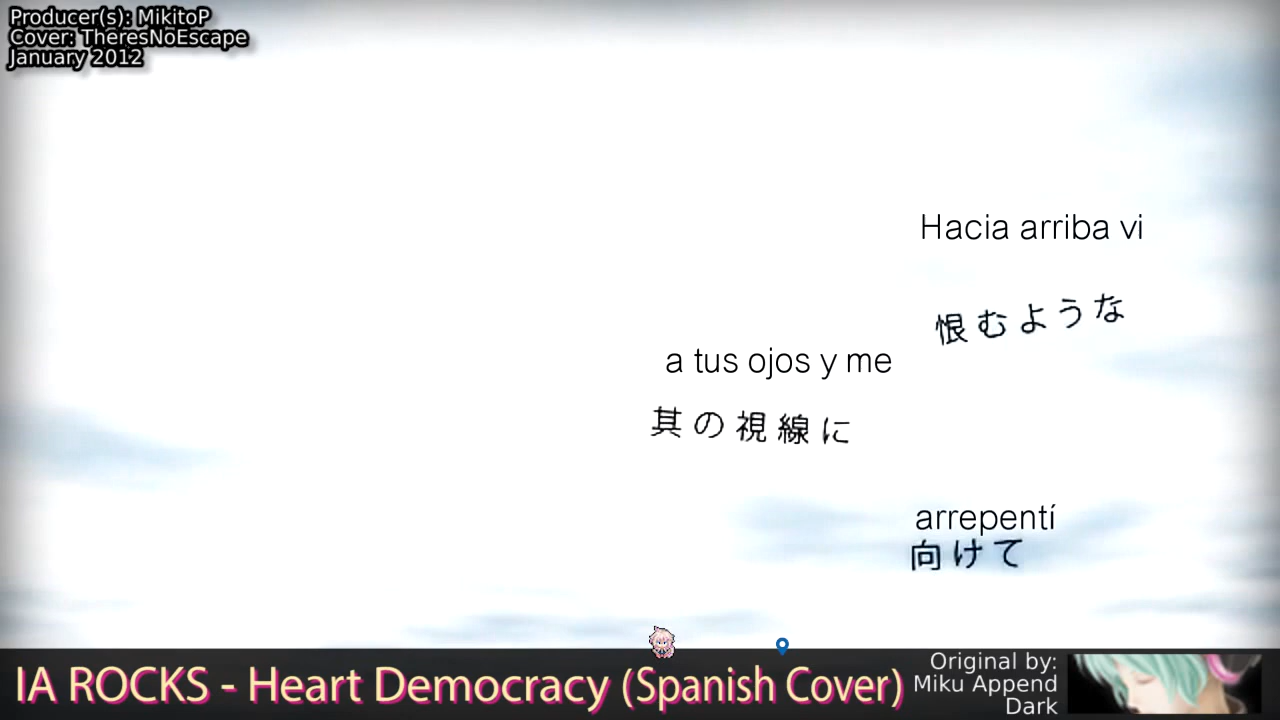 Producer(s): MikitoP
Cover: TheresNoEscape
January 2012
Hacia arriba vi
恨むような
a tus ojos y me
其の視線に
arrepentí
向けて
IA ROCKS - Heart Democracy (Spanish Cover)
Original by:
Miku Append
Dark